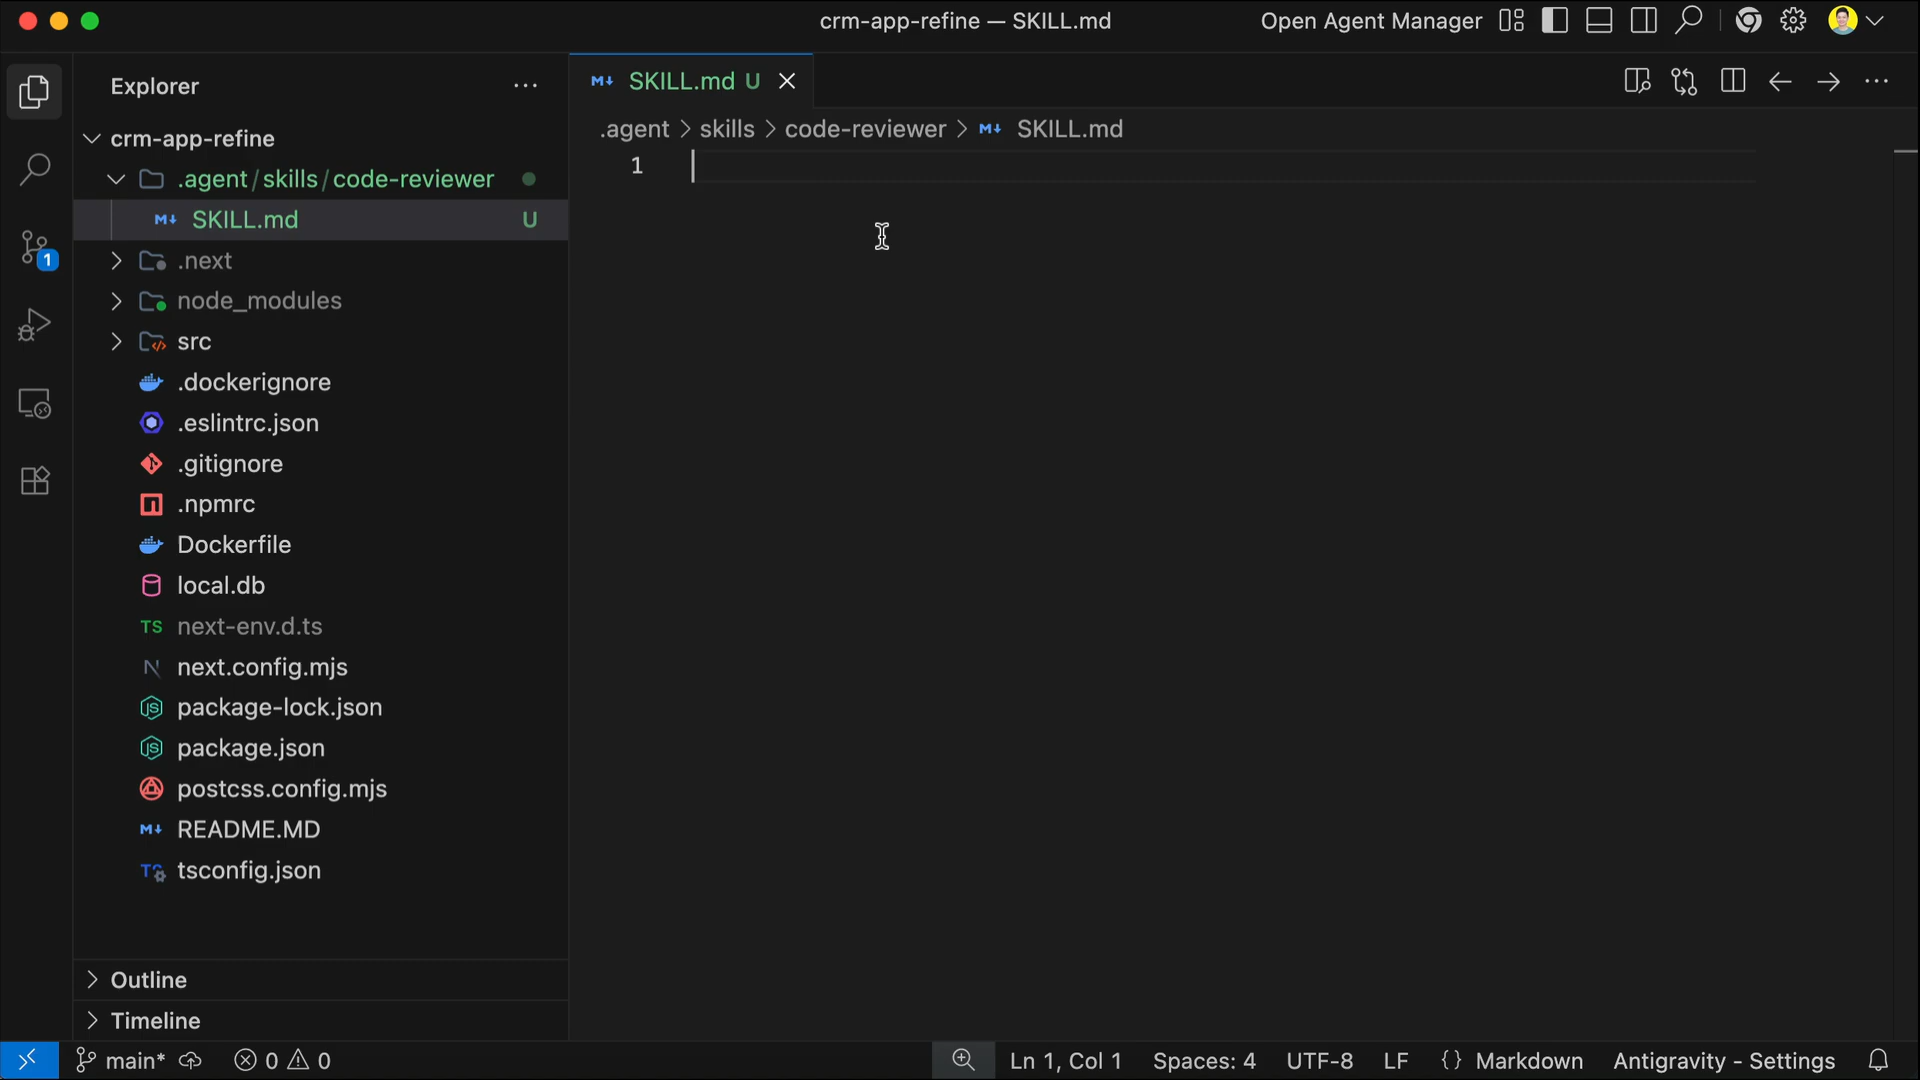 crm-app-refine — SKILL.md
Open Agent Manager
Explorer
crm-app-refine
.agent/skills/code-reviewer
SKILL.md U
.next
node_modules
src
.dockerignore
.eslintrc.json
.gitignore
.npmrc
Dockerfile
local.db
next-env.d.ts
next.config.mjs
package-lock.json
package.json
postcss.config.mjs
README.MD
tsconfig.json
Outline
Timeline
SKILL.md U
.agent > skills > code-reviewer > SKILL.md
1
1
main*
0 0
Ln 1, Col 1
Spaces: 4
UTF-8
LF
{} Markdown
Antigravity - Settings